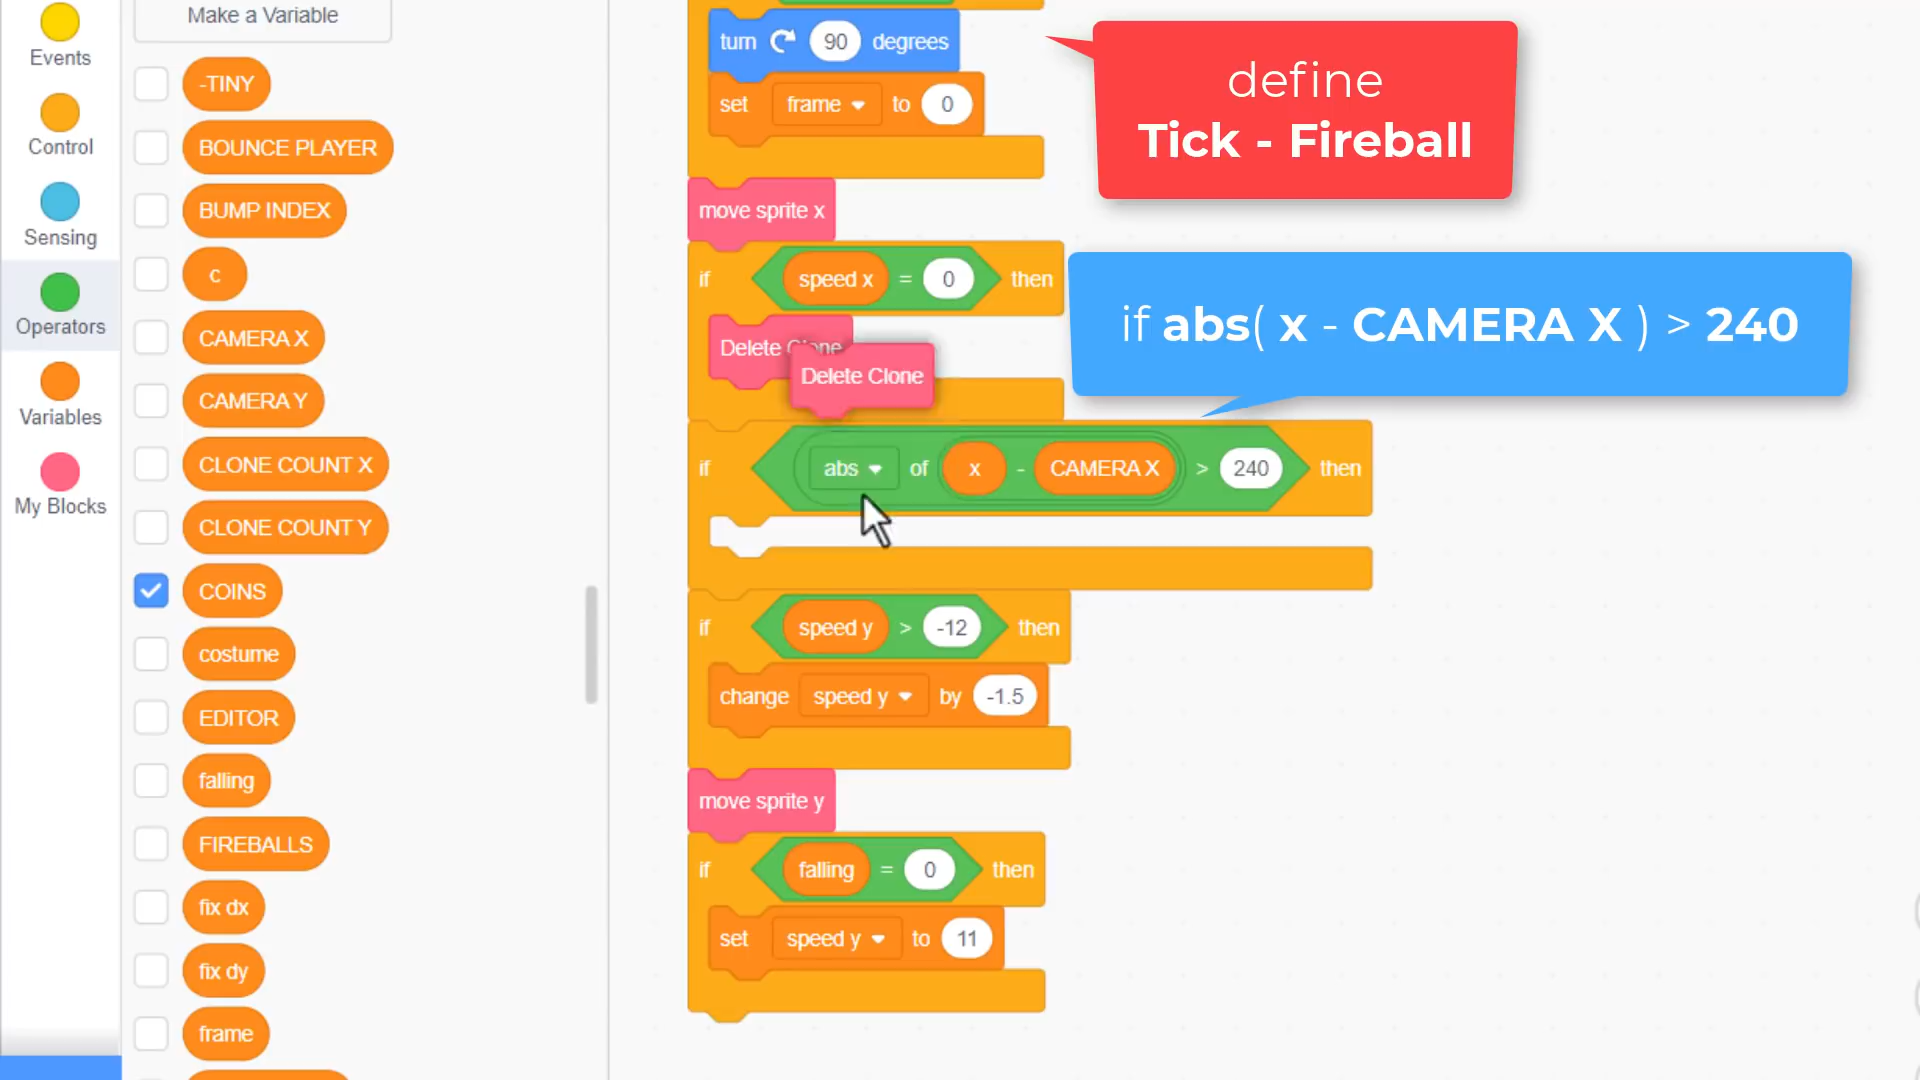 Events
Control
Sensing
Operators
Variables
My Blocks
Make a Variable
-TINY
BOUNCE PLAYER
BUMP INDEX
c
CAMERA X
CAMERA Y
CLONE COUNT X
CLONE COUNT Y
COINS
costume
EDITOR
falling
FIREBALLS
fix dx
fix dy
frame
turn 90 degrees
set frame to 0
move sprite x
if speed x = 0 then
Delete Clone
Delete Clone
if abs of x - CAMERA X > 240 then
if speed y > -12 then
change speed y by -1.5
move sprite y
if falling = 0 then
set speed y to 11
define
Tick - Fireball
if abs( x - CAMERA X ) > 240